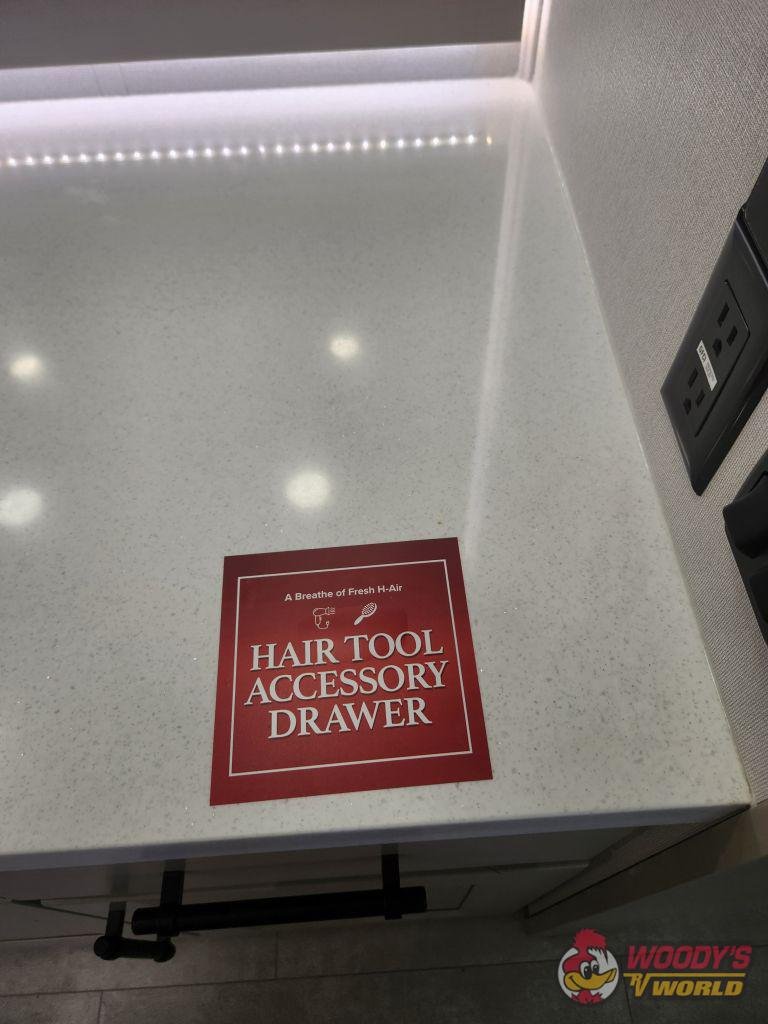 A Breathe of Fresh H-Air
HAIR TOOL
ACCESSORY
DRAWER
WOODY'S
RV WORLD